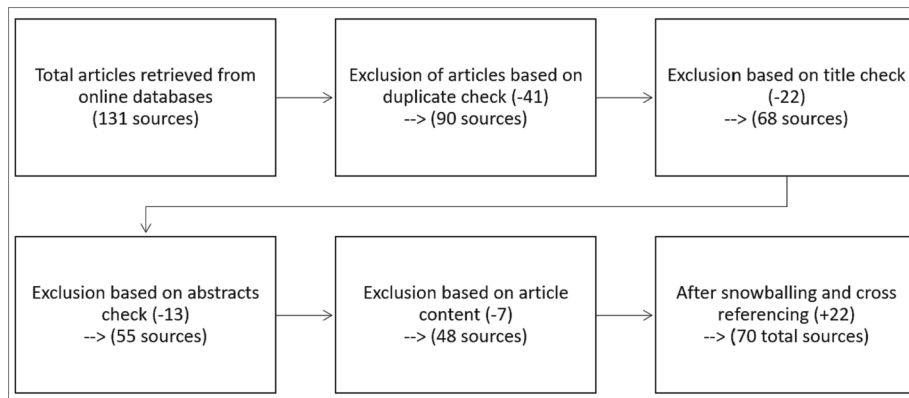 Total articles retrieved from
online databases
(131 sources)
Exclusion of articles based on
duplicate check (-41)
--> (90 sources)
Exclusion based on title check
(-22)
--> (68 sources)
Exclusion based on abstracts
check (-13)
--> (55 sources)
Exclusion based on article
content (-7)
--> (48 sources)
After snowballing and cross
referencing (+22)
--> (70 total sources)